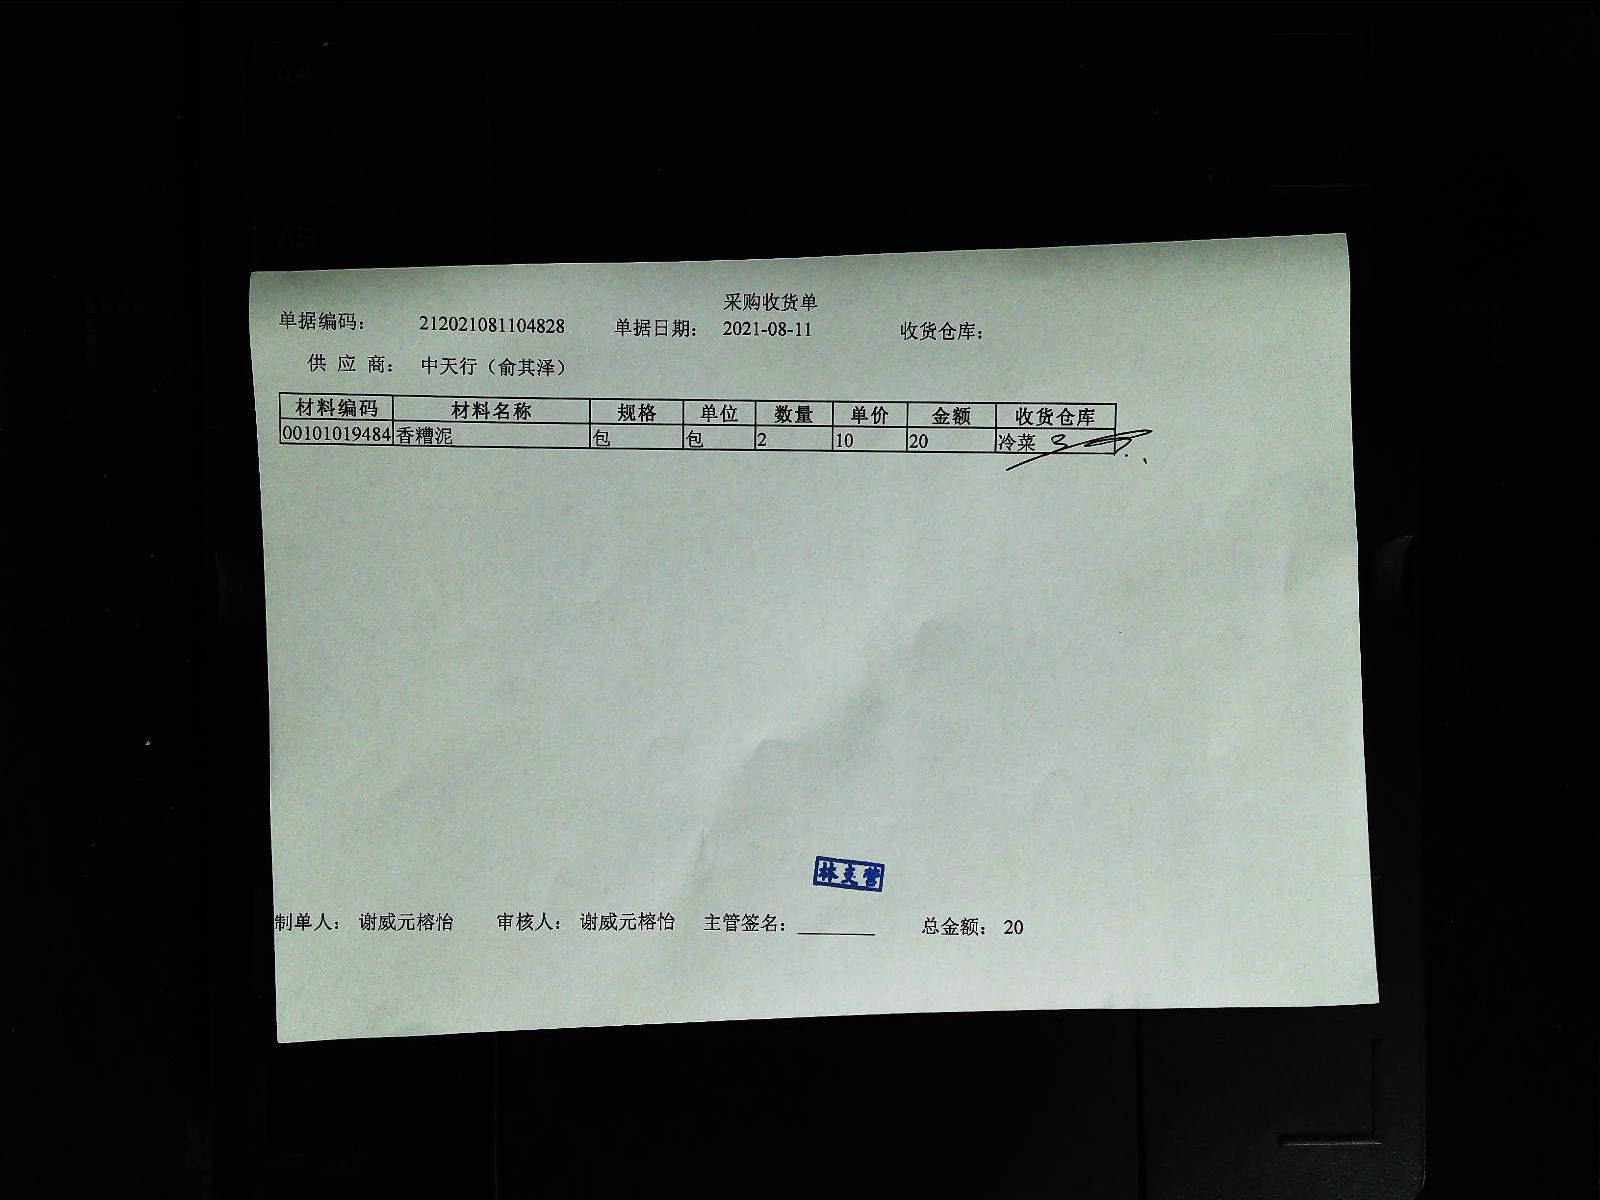 采购收货单
单据编码： 212021081104828 单据日期： 2021-08-11 收货仓库：
供 应 商： 中天行（俞其泽）
材料编码 材料名称 规格 单位 数量 单价 金额 收货仓库
00101019484 香糟泥 包 包 2 10 20 冷菜
制单人： 谢威元榕怡 审核人： 谢威元榕怡 主管签名： 总金额： 20